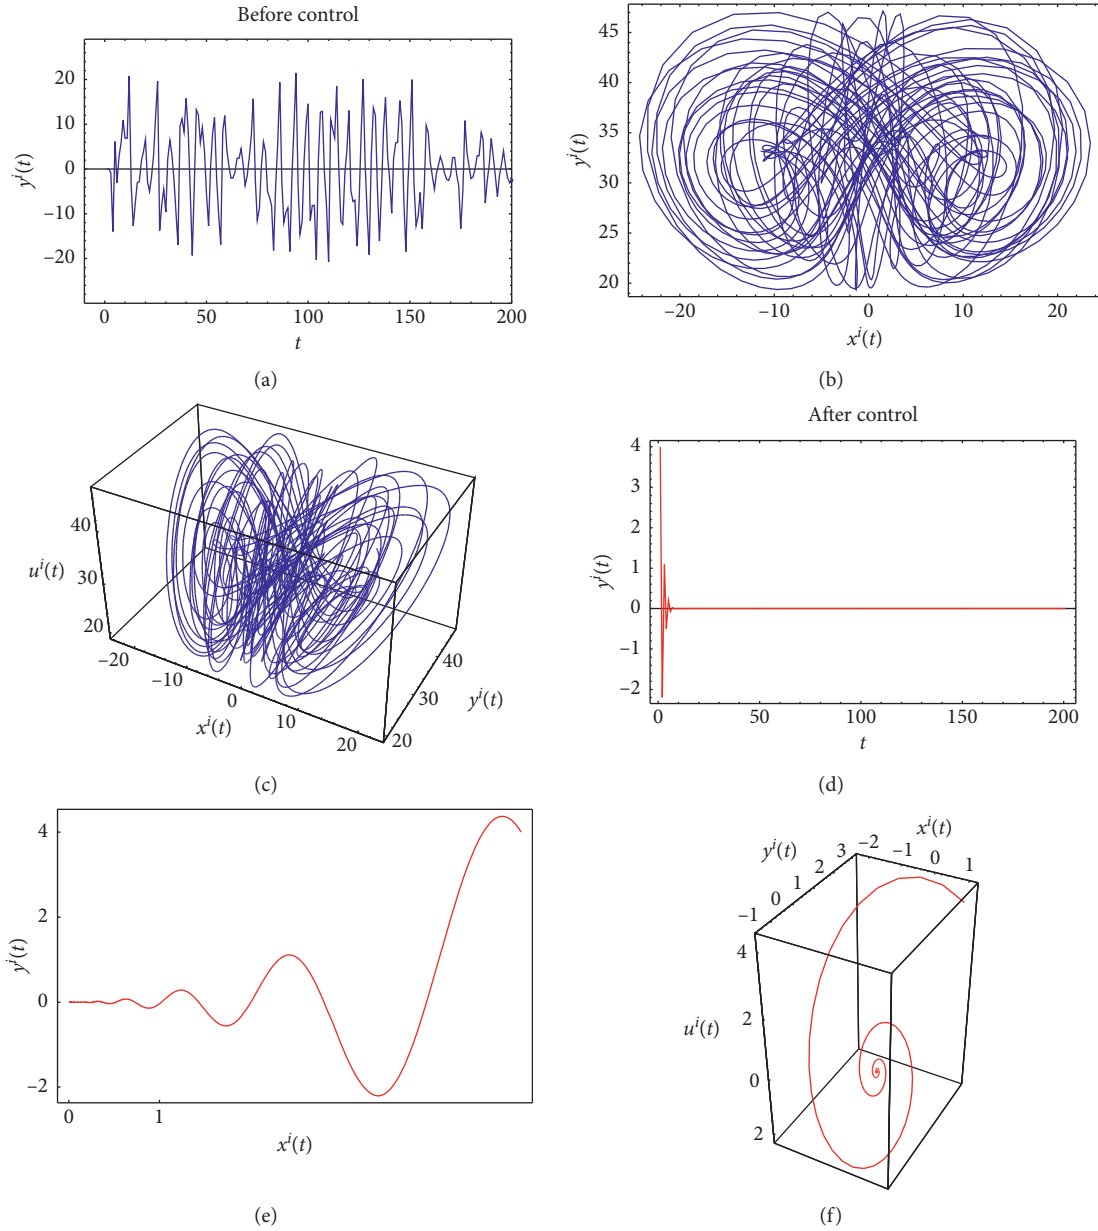 Before control
20
10
0
−10
−20
y^i(t)
0 50 100 150 200
t
(a)
45
40
35
30
25
20
y^i(t)
−20 −10 0 10 20
x^i(t)
(b)
40
30
20
u^i(t)
−20
−10
0
10
20
x^i(t)
20
30
40
y^i(t)
(c)
After control
4
3
2
1
0
−1
−2
y^i(t)
0 50 100 150 200
t
(d)
4
2
0
−2
y^i(t)
0 1
x^i(t)
(e)
x^i(t)
−2 −1 0 1
y^i(t)
−1 0 1 2 3
4
2
0
2
u^i(t)
(f)